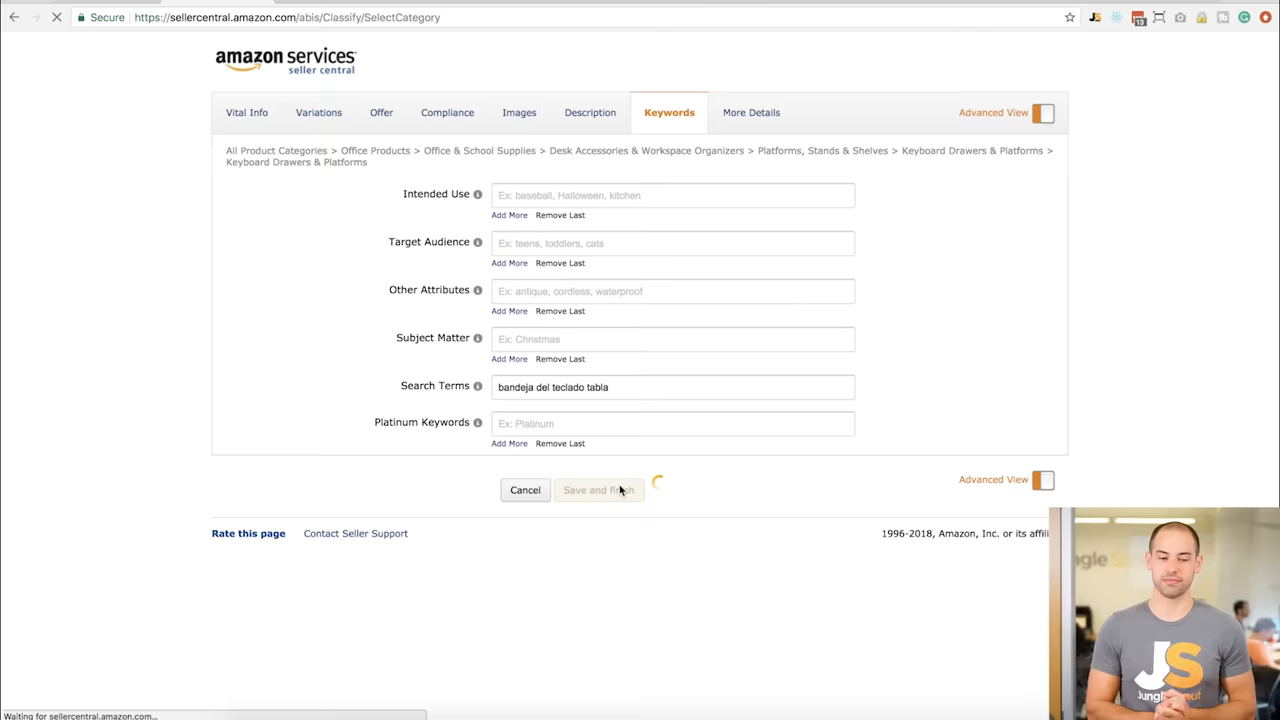 Secure https://sellercentral.amazon.com/abis/Classify/SelectCategory
13
amazon services
seller central
Vital Info Variations Offer Compliance Images Description Keywords More Details Advanced View
All Product Categories > Office Products > Office & School Supplies > Desk Accessories & Workspace Organizers > Platforms, Stands & Shelves > Keyboard Drawers & Platforms >
Keyboard Drawers & Platforms
Intended Use Ex: baseball, Halloween, kitchen
Add More Remove Last
Target Audience Ex: teens, toddlers, cats
Add More Remove Last
Other Attributes Ex: antique, cordless, waterproof
Add More Remove Last
Subject Matter Ex: Christmas
Add More Remove Last
Search Terms bandeja del teclado tabla
Platinum Keywords Ex: Platinum
Add More Remove Last
Cancel Save and finish Advanced View
Rate this page Contact Seller Support 1996-2018, Amazon, Inc. or its affili
JS
Waiting for sellercentral.amazon.com...